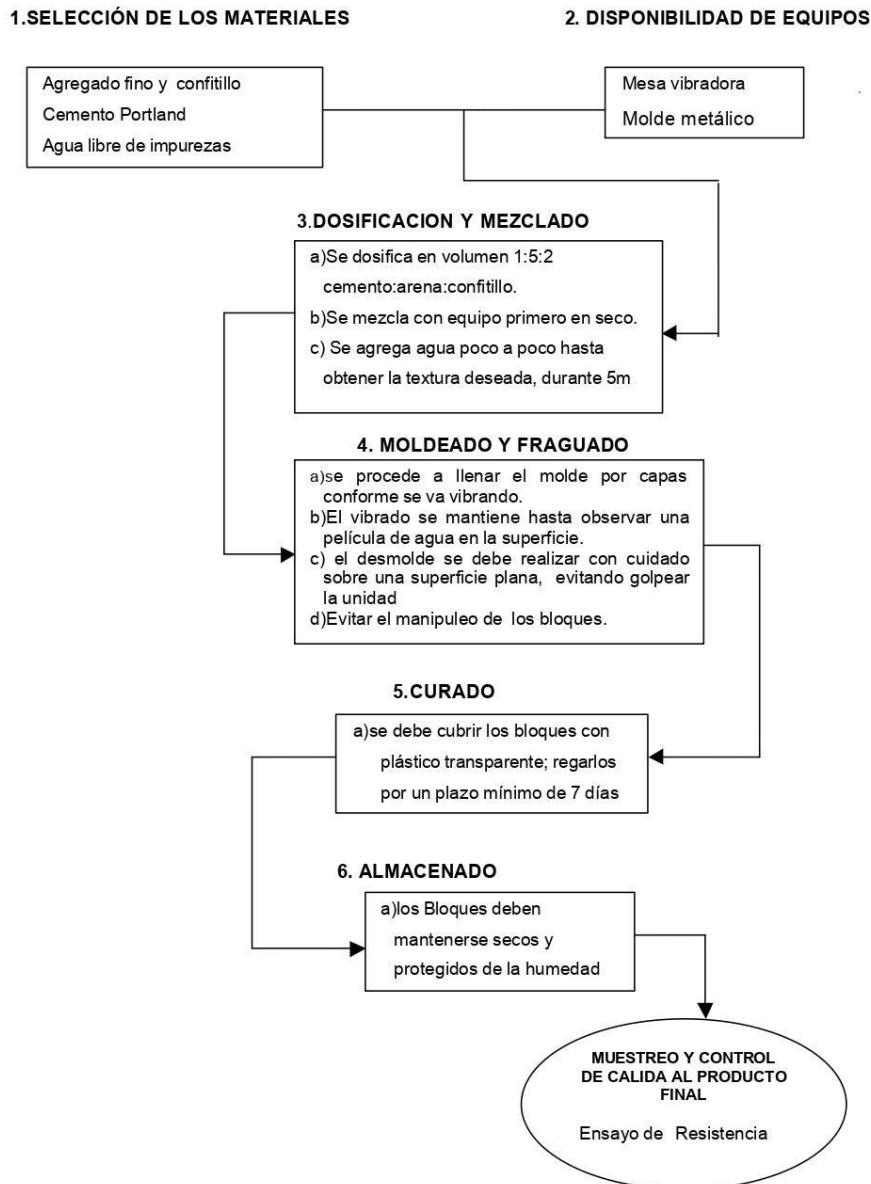 1.SELECCIÓN DE LOS MATERIALES
2. DISPONIBILIDAD DE EQUIPOS
Agregado fino y confitillo
Cemento Portland
Agua libre de impurezas
Mesa vibradora
Molde metálico
3.DOSIFICACION Y MEZCLADO
a)Se dosifica en volumen 1:5:2
cemento:arena:confitillo.
b)Se mezcla con equipo primero en seco.
c) Se agrega agua poco a poco hasta
obtener la textura deseada, durante 5m
4. MOLDEADO Y FRAGUADO
a)se procede a llenar el molde por capas
conforme se va vibrando.
b)El vibrado se mantiene hasta observar una
película de agua en la superficie.
c) el desmolde se debe realizar con cuidado
sobre una superficie plana, evitando golpear
la unidad
d)Evitar el manipuleo de los bloques.
5.CURADO
a)se debe cubrir los bloques con
plástico transparente; regarlos
por un plazo mínimo de 7 días
6. ALMACENADO
a)los Bloques deben
mantenerse secos y
protegidos de la humedad
MUESTREO Y CONTROL
DE CALIDA AL PRODUCTO
FINAL
Ensayo de Resistencia